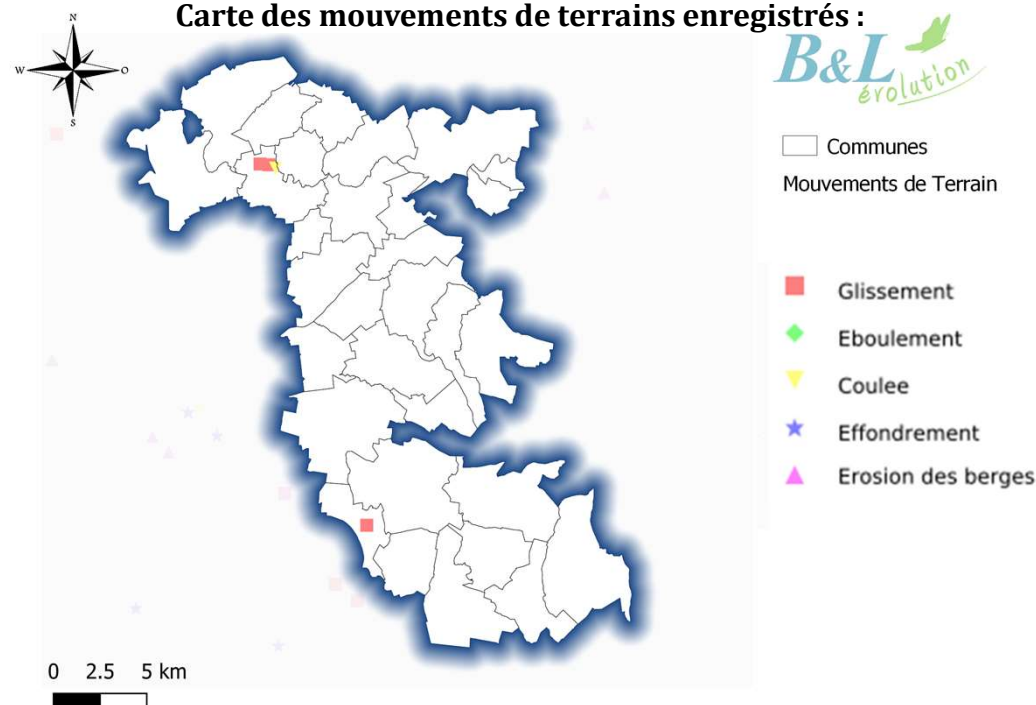 Carte des mouvements de terrains enregistrés :
N
W
O
S
B&L
évolution
Communes
Mouvements de Terrain
Glissement
Eboulement
Coulee
Effondrement
Erosion des berges
0 2.5 5 km